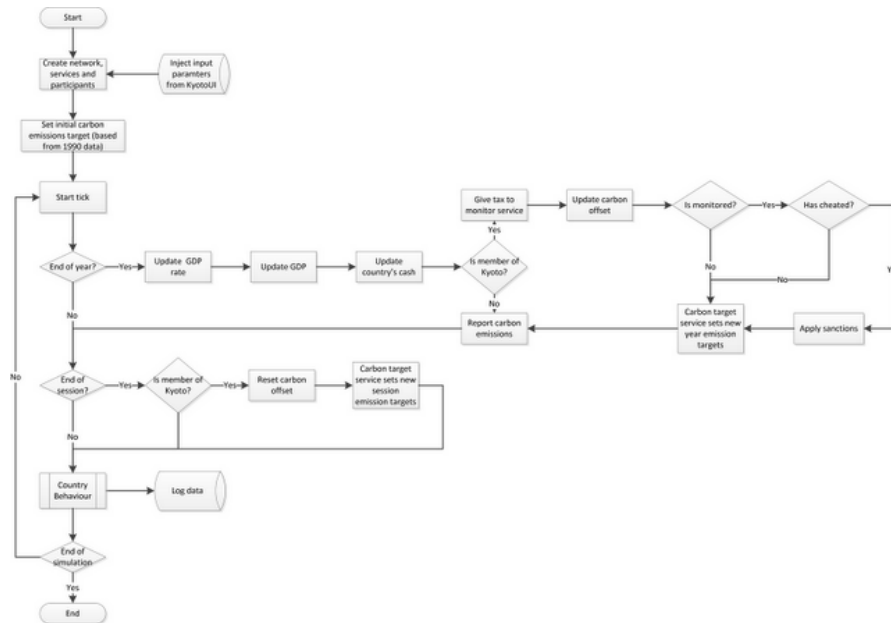 Start
Create network,
services and
participants
Inject input
paramters
from KyotoUI
Set initial carbon
emissions target (based
from 1990 data)
Start tick
Give tax to
monitor service
Update carbon
offset
Is monitored?
Yes
Has cheated?
Yes
End of year?
Yes
Update GDP
rate
Update GDP
Update
country's cash
Is member of
Kyoto?
No
No
No
No
Report carbon
emissions
Carbon target
service sets new
year emission
targets
Apply sanctions
No
End of
session?
Yes
Is member of
Kyoto?
Yes
Reset carbon
offset
Carbon target
service sets new
session
emission targets
No
Country
Behaviour
Log data
End of
simulation
Yes
End